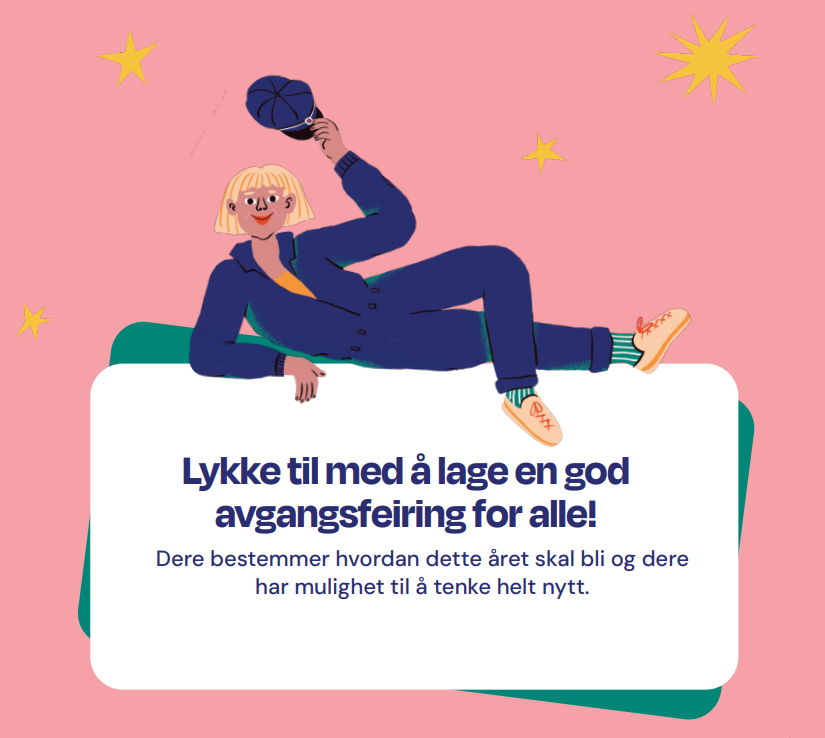 Lykke til med å lage en god
avgangsfeiring for alle!
Dere bestemmer hvordan dette året skal bli og dere
har mulighet til å tenke helt nytt.